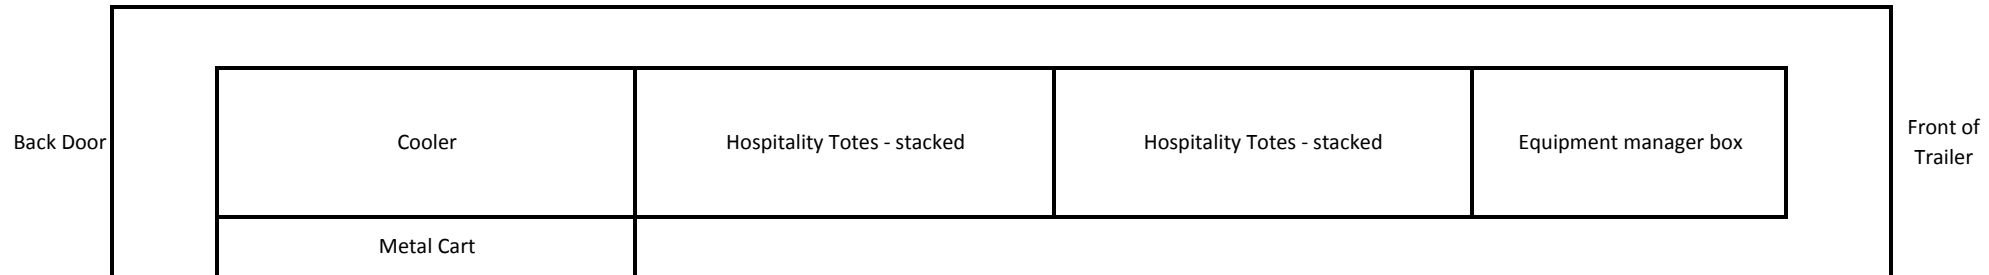 Back Door
Cooler
Hospitality Totes - stacked
Hospitality Totes - stacked
Equipment manager box
Front of
Trailer
Metal Cart